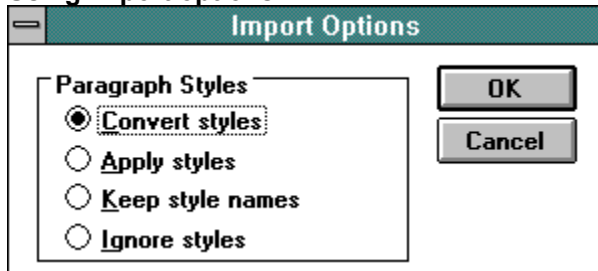 Import Options
Paragraph Styles
OK
Convert styles
Cancel
Apply styles
Keep style names
Ignore styles